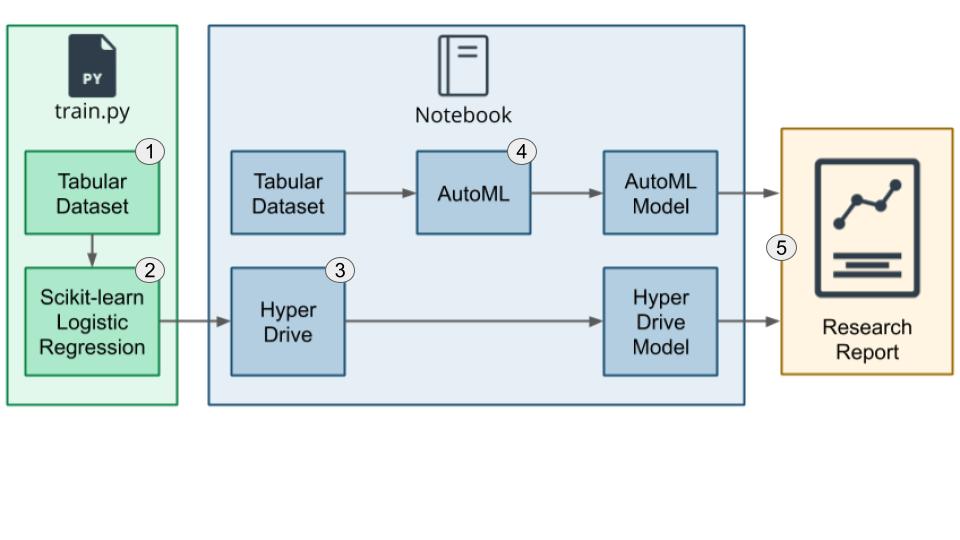 PY
train.py
1
Tabular
Dataset
2
Scikit-learn
Logistic
Regression
Notebook
Tabular
Dataset
4
AutoML
AutoML
Model
3
Hyper
Drive
Hyper
Drive
Model
5
Research
Report